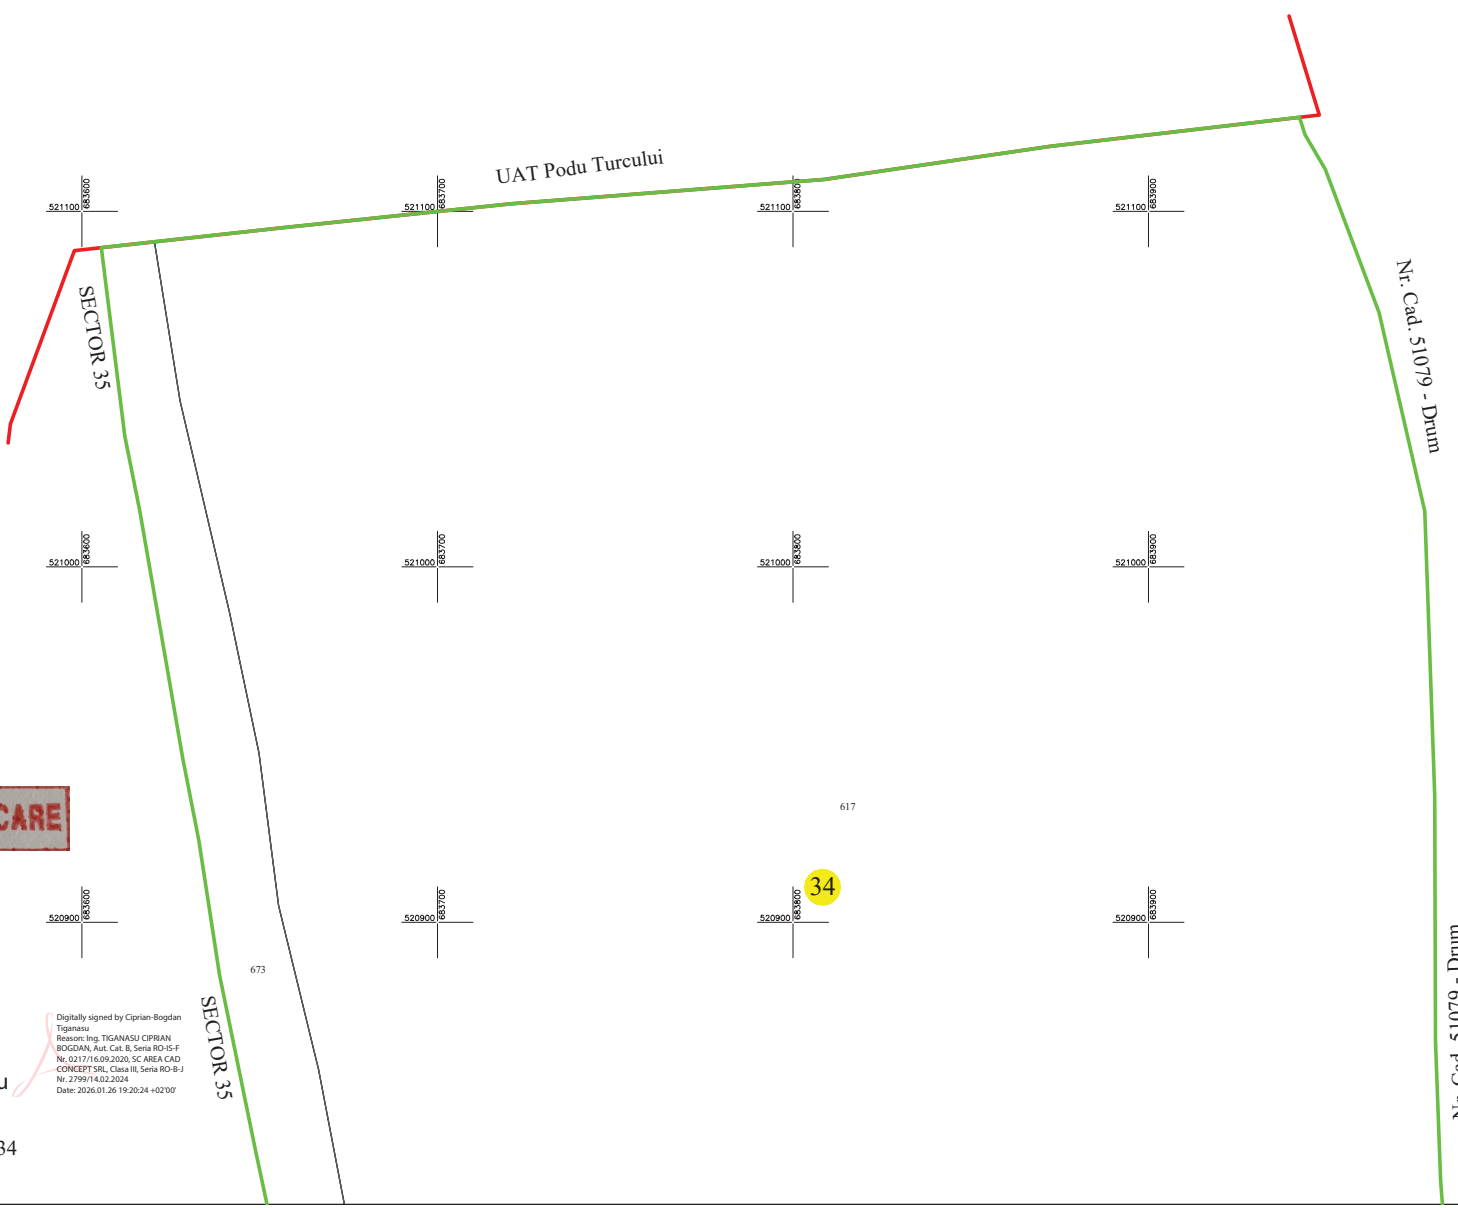 UAT Podu Turcului
521100 683600
521100 683700
521100 683800
521100 683900
SECTOR 35
Nr. Cad. 51079 - Drum
521000 683600
521000 683700
521000 683800
521000 683900
CARE
617
34
520900 683600
520900 683700
520900 683800
520900 683900
673
SECTOR 35
Nr. Cad. 51079 - Drum
Digitally signed by Ciprian-Bogdan
Tiganasu
Reason: Ing. TIGANASU CIPRIAN
BOGDAN, Aut. Cat. B, Seria RO-IS-F
Nr. 0217/16.09.2020, SC AREA CAD
CONCEPT SRL, Clasa III, Seria RO-B-J
Nr. 2799/14.02.2024
Date: 2026.01.26 19:20:24 +02'00'
u
34